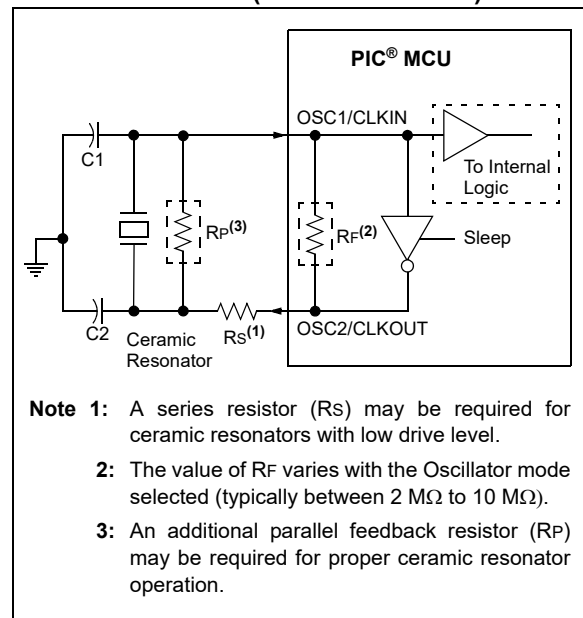 PIC® MCU
OSC1/CLKIN
C1
To Internal
Logic
RP(3)
RF(2)
Sleep
C2
Ceramic
Resonator
RS(1)
OSC2/CLKOUT
Note 1: A series resistor (RS) may be required for
ceramic resonators with low drive level.
2: The value of RF varies with the Oscillator mode
selected (typically between 2 MΩ to 10 MΩ).
3: An additional parallel feedback resistor (RP)
may be required for proper ceramic resonator
operation.